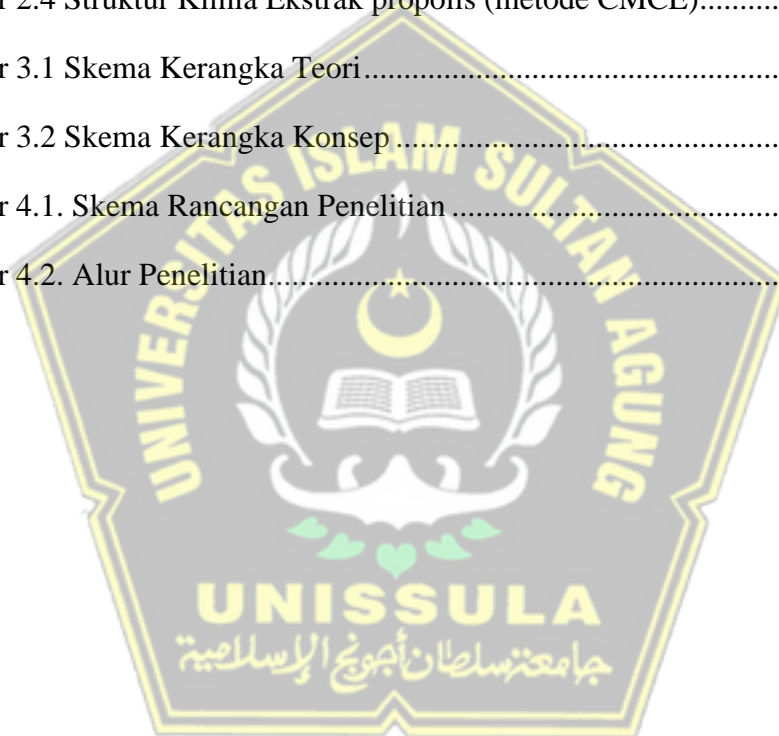 r 2.4 Struktur Kimia Ekstrak propolis (metode CMCE)..........
r 3.1 Skema Kerangka Teori..........................................................
r 3.2 Skema Kerangka Konsep .....................................................
r 4.1. Skema Rancangan Penelitian .............................................
r 4.2. Alur Penelitian......................................................................
UNIVERSITAS ISLAM SULTAN AGUNG
UNISSULA
جامعة سلطان أجونج الإسلامية